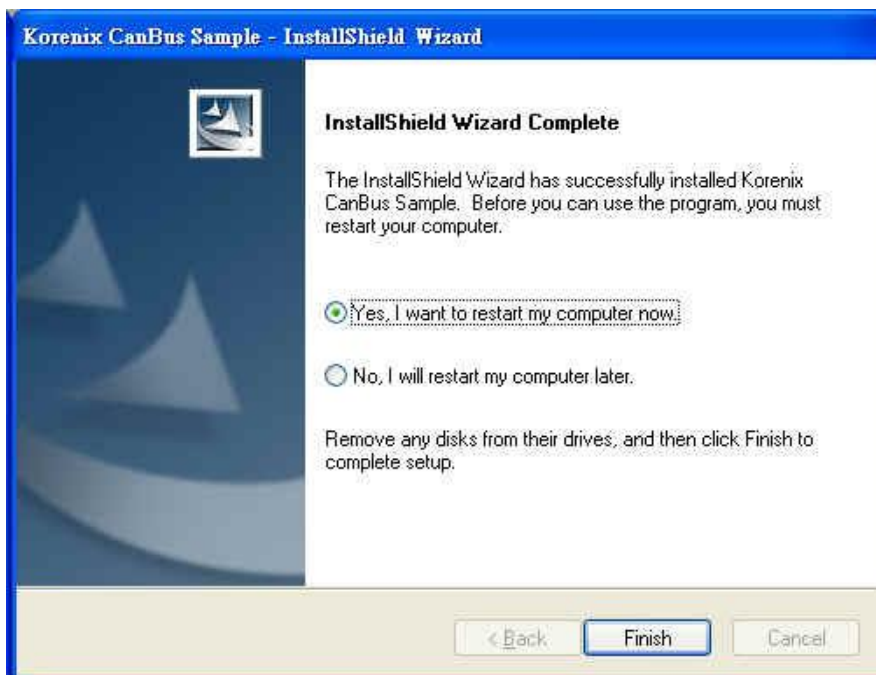 Korenix CanBus Sample - InstallShield Wizard
InstallShield Wizard Complete
The InstallShield Wizard has successfully installed Korenix
CanBus Sample. Before you can use the program, you must
restart your computer.
Yes, I want to restart my computer now.
No, I will restart my computer later.
Remove any disks from their drives, and then click Finish to
complete setup.
< Back Finish Cancel